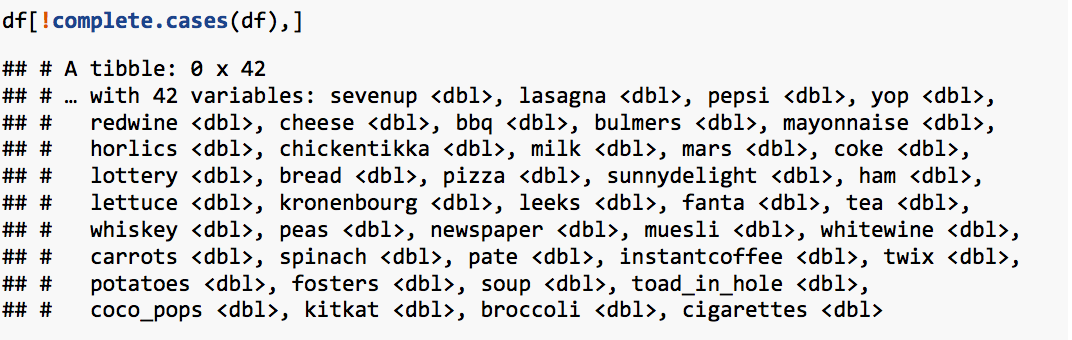 df[!complete.cases(df),]
## # A tibble: 0 x 42
## # … with 42 variables: sevenup <dbl>, lasagna <dbl>, pepsi <dbl>, yop <dbl>,
## #   redwine <dbl>, cheese <dbl>, bbq <dbl>, bulmers <dbl>, mayonnaise <dbl>,
## #   horlics <dbl>, chickentikka <dbl>, milk <dbl>, mars <dbl>, coke <dbl>,
## #   lottery <dbl>, bread <dbl>, pizza <dbl>, sunnydelight <dbl>, ham <dbl>,
## #   lettuce <dbl>, kronenbourg <dbl>, leeks <dbl>, fanta <dbl>, tea <dbl>,
## #   whiskey <dbl>, peas <dbl>, newspaper <dbl>, muesli <dbl>, whitewine <dbl>,
## #   carrots <dbl>, spinach <dbl>, pate <dbl>, instantcoffee <dbl>, twix <dbl>,
## #   potatoes <dbl>, fosters <dbl>, soup <dbl>, toad_in_hole <dbl>,
## #   coco_pops <dbl>, kitkat <dbl>, broccoli <dbl>, cigarettes <dbl>